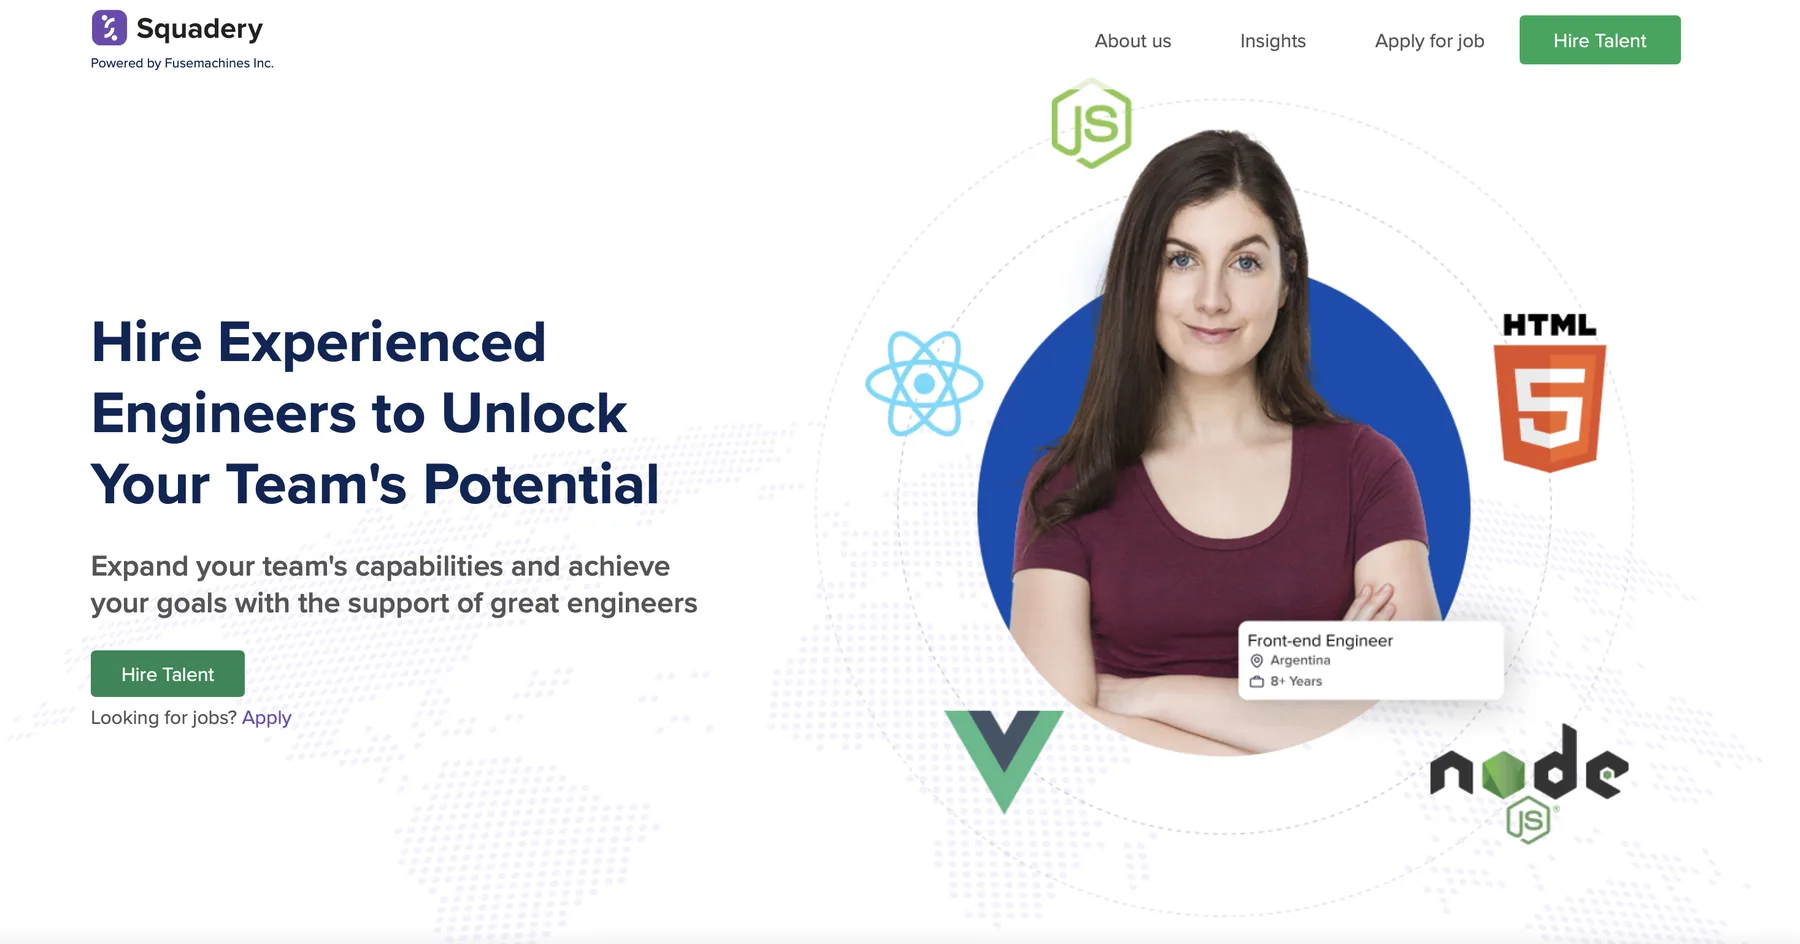 Squadery
Powered by Fusemachines Inc.
About us
Insights
Apply for job
Hire Talent
JS
HTML
5
Hire Experienced
Engineers to Unlock
Your Team's Potential
Expand your team's capabilities and achieve
your goals with the support of great engineers
Hire Talent
Looking for jobs? Apply
Front-end Engineer
Argentina
8+ Years
node
JS®